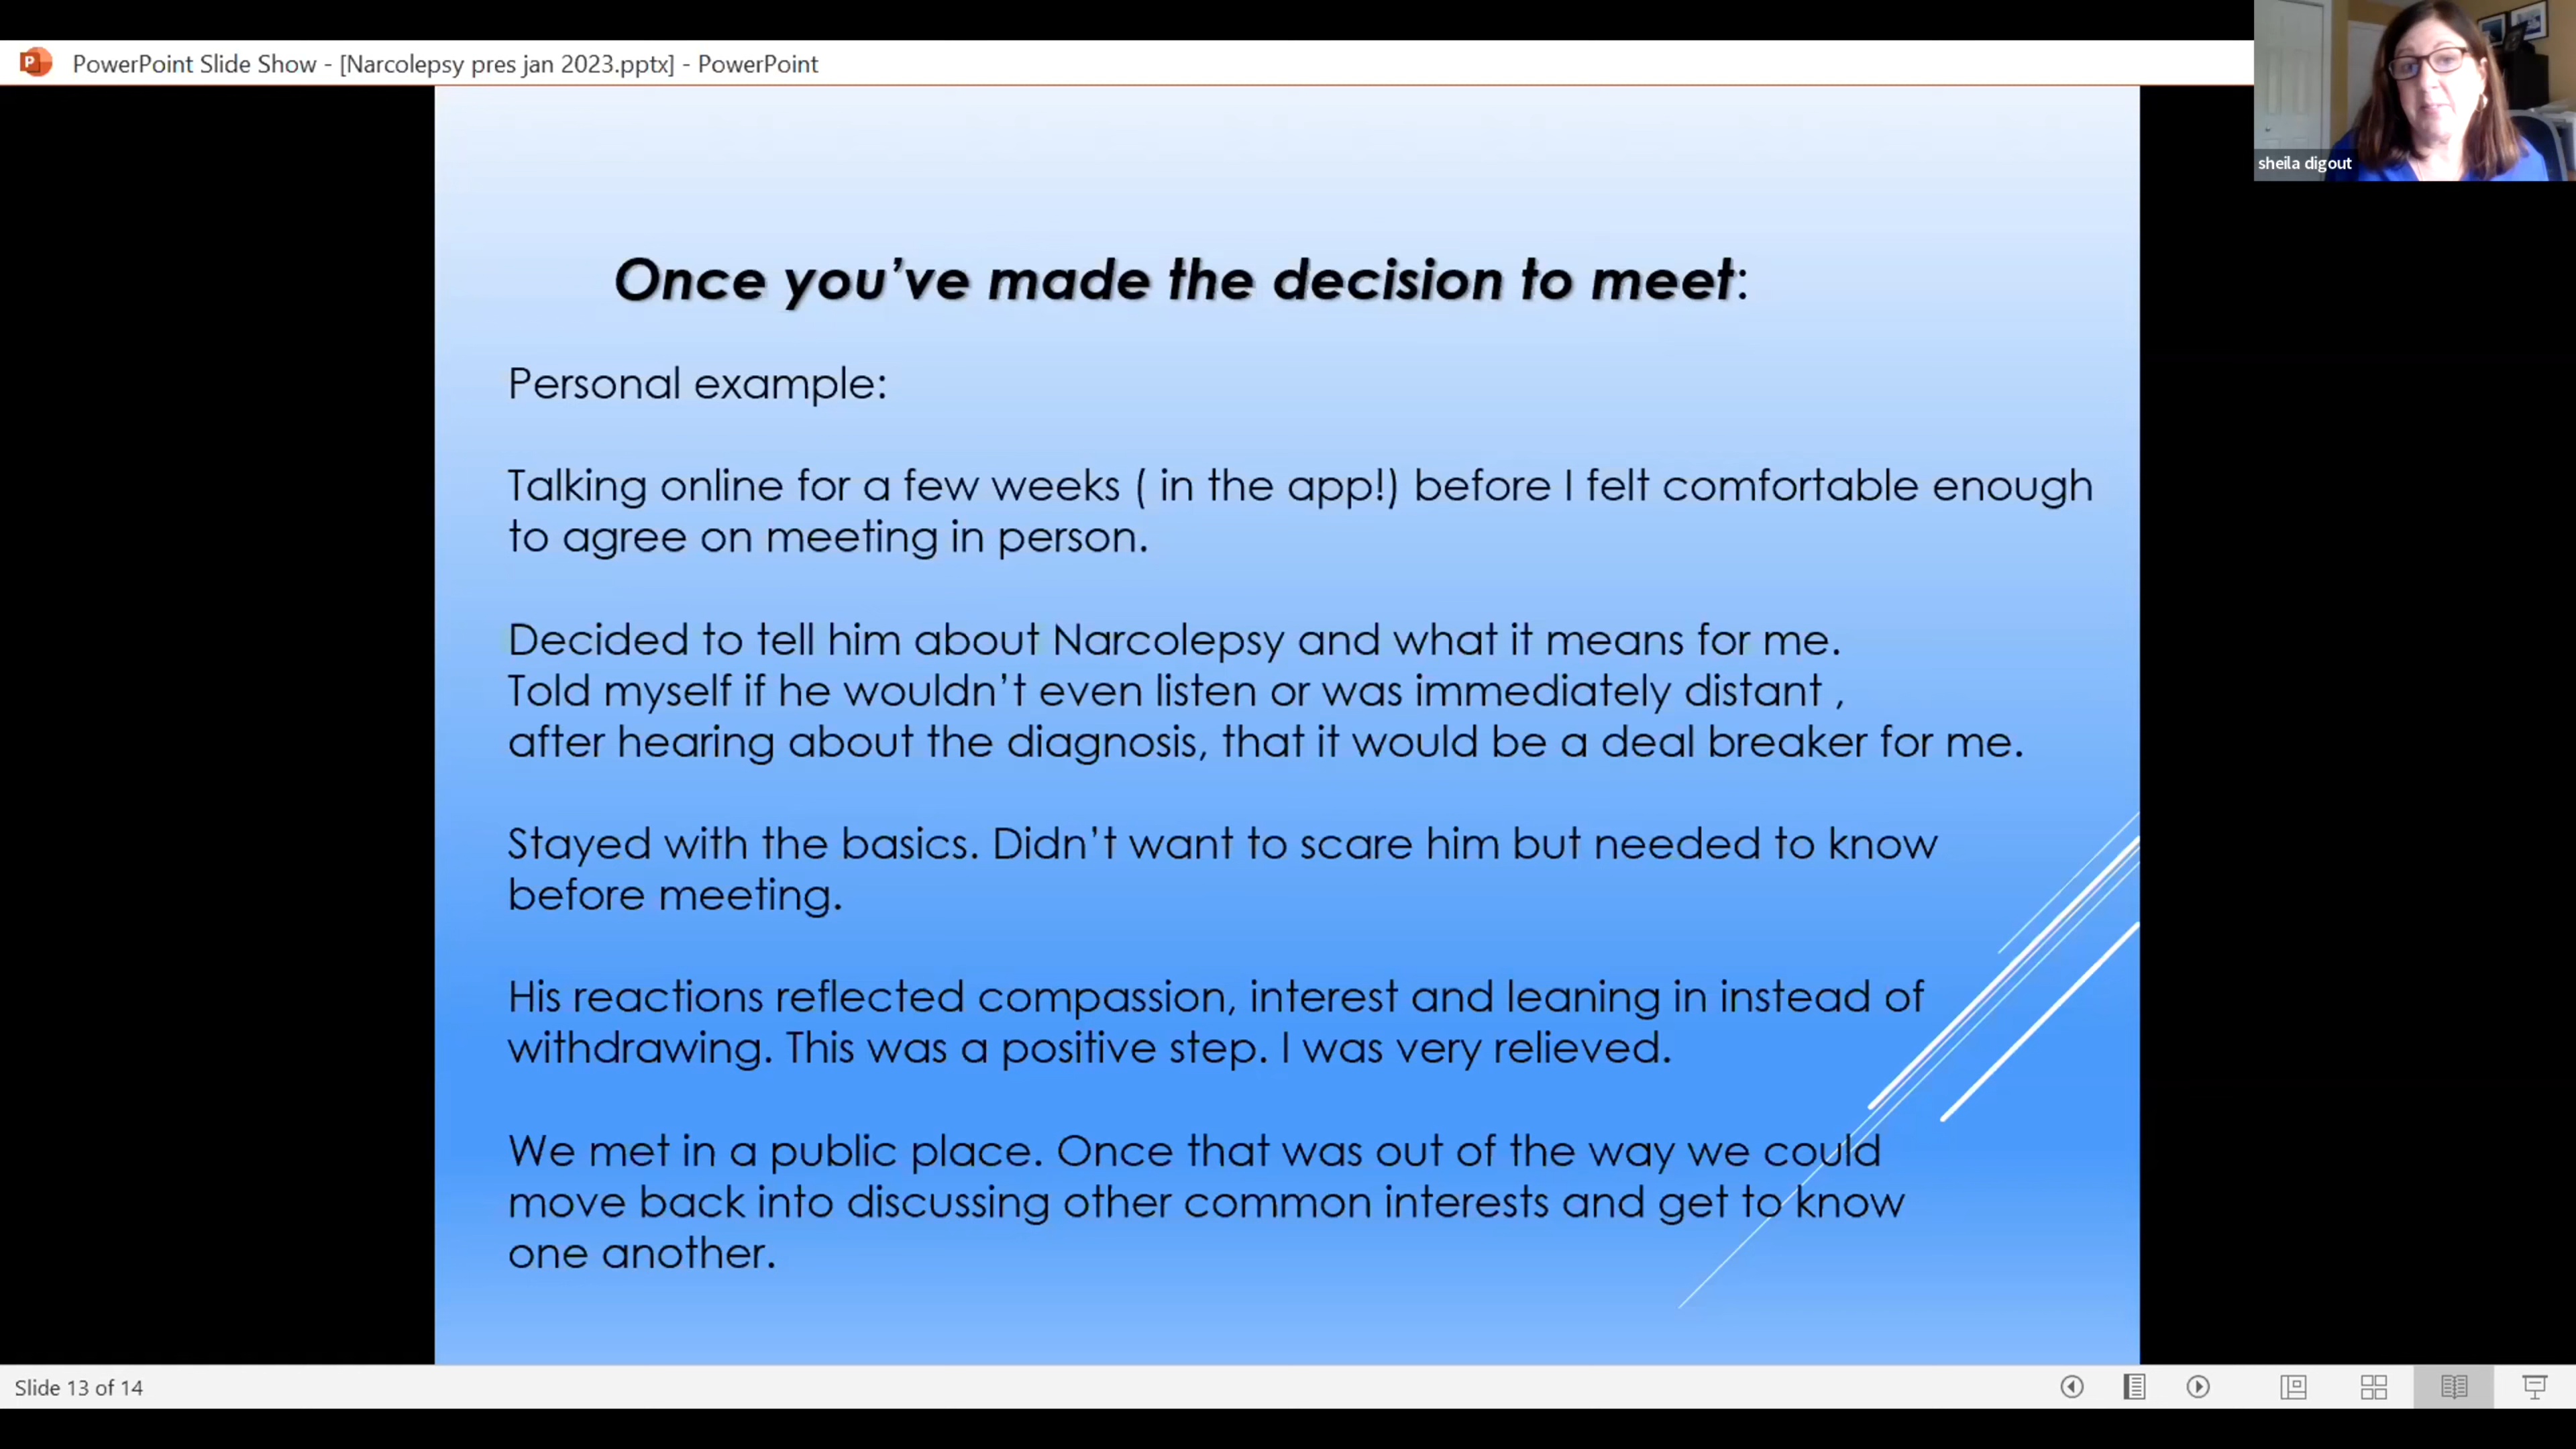 PowerPoint Slide Show - [Narcolepsy pres jan 2023.pptx] - PowerPoint
sheila digout
Once you’ve made the decision to meet:
Personal example:
Talking online for a few weeks ( in the app!) before I felt comfortable enough
to agree on meeting in person.
Decided to tell him about Narcolepsy and what it means for me.
Told myself if he wouldn’t even listen or was immediately distant ,
after hearing about the diagnosis, that it would be a deal breaker for me.
Stayed with the basics. Didn’t want to scare him but needed to know
before meeting.
His reactions reflected compassion, interest and leaning in instead of
withdrawing. This was a positive step. I was very relieved.
We met in a public place. Once that was out of the way we could
move back into discussing other common interests and get to know
one another.
Slide 13 of 14